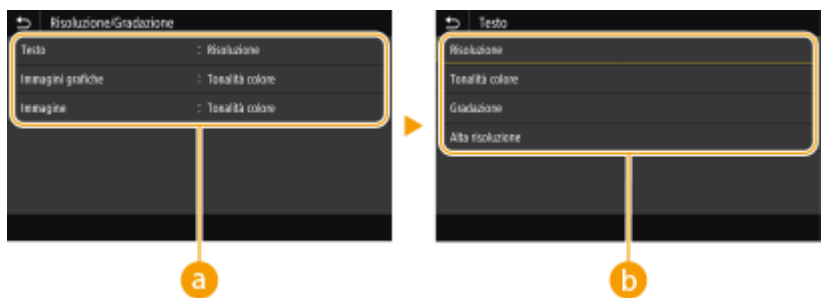 Risoluzione/Gradazione
Testo : Risoluzione
Immagini grafiche : Tonalità colore
Immagine : Tonalità colore
a
Testo
Risoluzione
Tonalità colore
Gradazione
Alta risoluzione
b